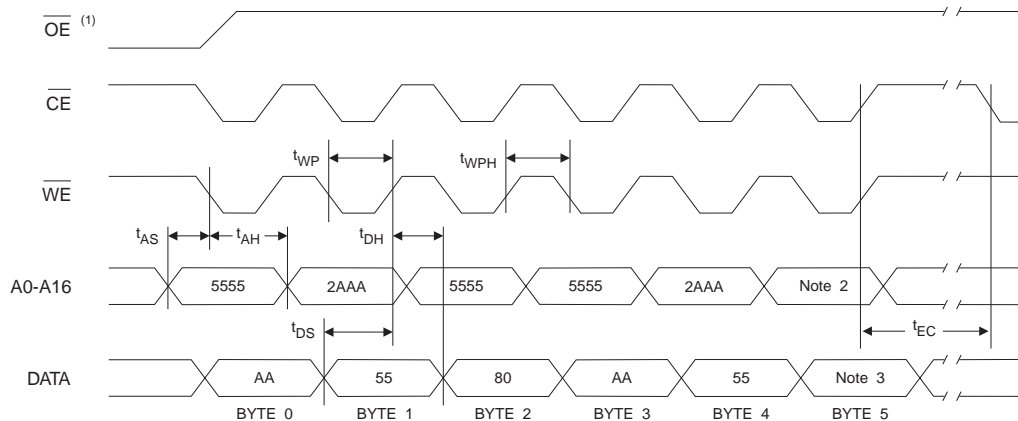 OE (1)
CE
tWP
tWPH
WE
tAS
tAH
tDH
A0-A16
5555
2AAA
5555
5555
2AAA
Note 2
tDS
tEC
DATA
AA
55
80
AA
55
Note 3
BYTE 0
BYTE 1
BYTE 2
BYTE 3
BYTE 4
BYTE 5